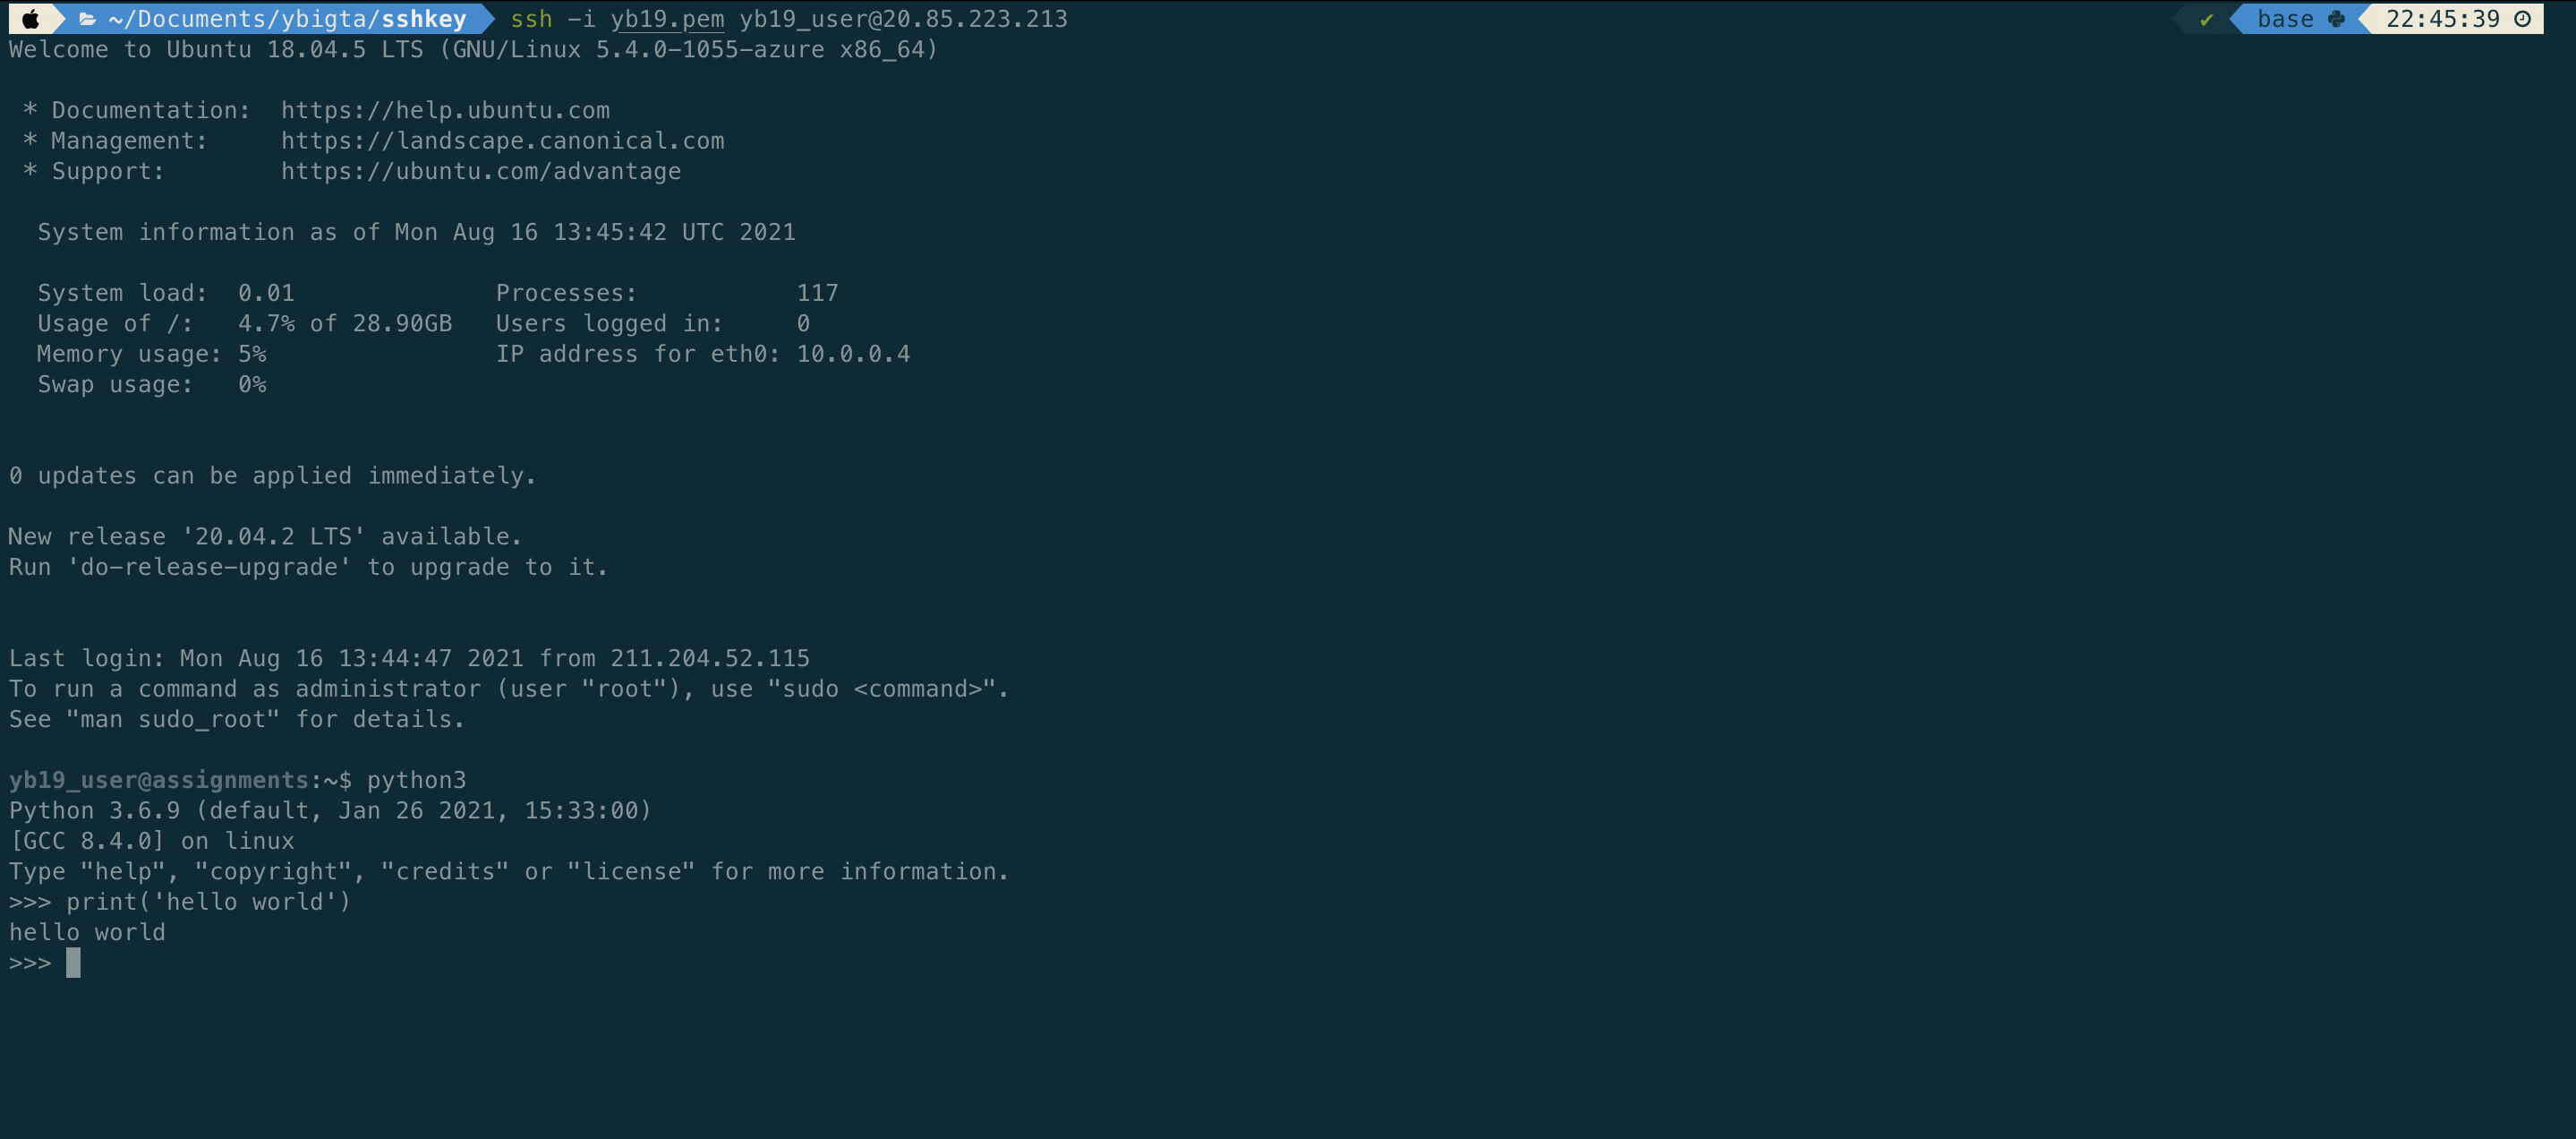 ~/Documents/ybigta/sshkey ssh -i yb19.pem yb19_user@20.85.223.213 ✔ base 22:45:39
Welcome to Ubuntu 18.04.5 LTS (GNU/Linux 5.4.0-1055-azure x86_64)
* Documentation: https://help.ubuntu.com
* Management: https://landscape.canonical.com
* Support: https://ubuntu.com/advantage
System information as of Mon Aug 16 13:45:42 UTC 2021
System load: 0.01 Processes: 117
Usage of /: 4.7% of 28.90GB Users logged in: 0
Memory usage: 5% IP address for eth0: 10.0.0.4
Swap usage: 0%
0 updates can be applied immediately.
New release '20.04.2 LTS' available.
Run 'do-release-upgrade' to upgrade to it.
Last login: Mon Aug 16 13:44:47 2021 from 211.204.52.115
To run a command as administrator (user "root"), use "sudo <command>".
See "man sudo_root" for details.
yb19_user@assignments:~$ python3
Python 3.6.9 (default, Jan 26 2021, 15:33:00)
[GCC 8.4.0] on linux
Type "help", "copyright", "credits" or "license" for more information.
>>> print('hello world')
hello world
>>>